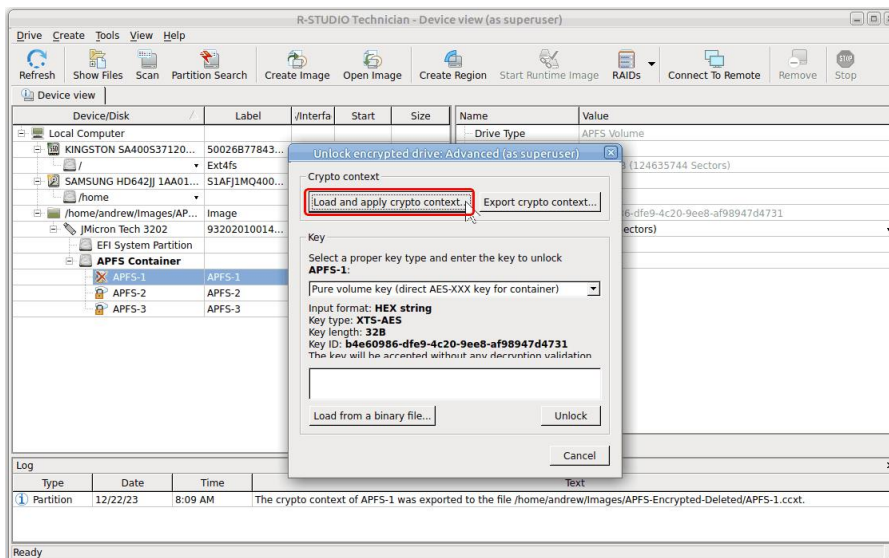 R-STUDIO Technician - Device view (as superuser)
Drive Create Tools View Help
Refresh Show Files Scan Partition Search Create Image Open Image Create Region Start Runtime Image RAIDs Connect To Remote Remove Stop
Device view
Device/Disk Label Interfa Start Size Name Value
Local Computer Drive Type APFS Volume
KINGSTON SA400S37120... 50026B77843...
/ Ext4fs (124635744 Sectors)
SAMSUNG HD642JJ 1AA01... S1AFJ1MQ400...
/home
/home/andrew/Images/AP... Image 6-dfe9-4c20-9ee8-af98947d4731
JMicron Tech 3202 93202010014... ectors)
EFI System Partition
APFS Container
APFS-1 APFS-1
APFS-2 APFS-2
APFS-3 APFS-3
Unlock encrypted drive: Advanced (as superuser)
Crypto context
Load and apply crypto context... Export crypto context...
Key
Select a proper key type and enter the key to unlock
APFS-1:
Pure volume key (direct AES-XXX key for container)
Input format: HEX string
Key type: XTS-AES
Key length: 32B
Key ID: b4e60986-dfe9-4c20-9ee8-af98947d4731
The key will be accepted without any decryption validation
Load from a binary file... Unlock
Cancel
Log
Type Date Time Text
Partition 12/22/23 8:09 AM The crypto context of APFS-1 was exported to the file /home/andrew/Images/APFS-Encrypted-Deleted/APFS-1.ccxt.
Ready